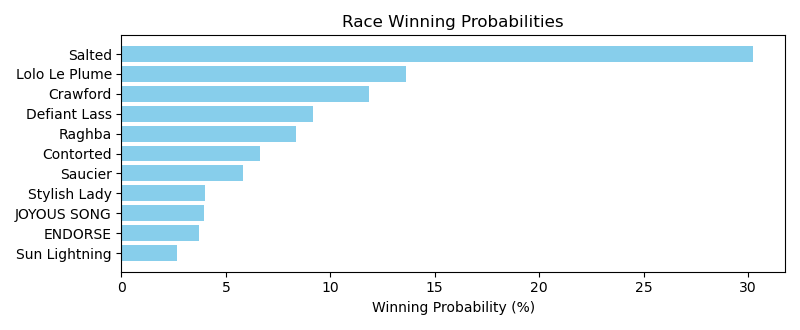 Race Winning Probabilities
Salted
Lolo Le Plume
Crawford
Defiant Lass
Raghba
Contorted
Saucier
Stylish Lady
JOYOUS SONG
ENDORSE
Sun Lightning
0 5 10 15 20 25 30
Winning Probability (%)